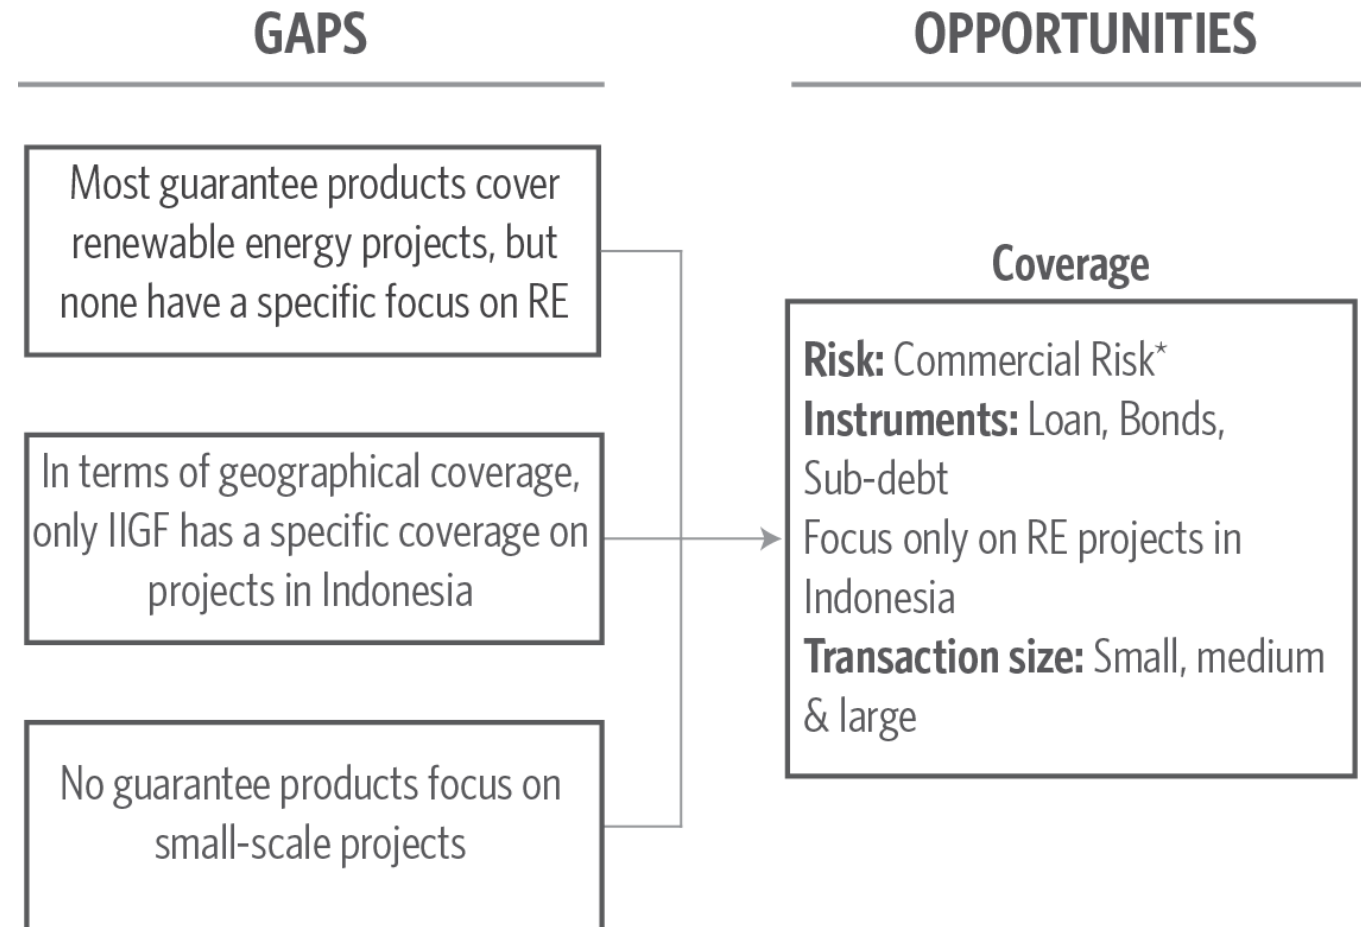 GAPS
Most guarantee products cover
renewable energy projects, but
none have a specific focus on RE
In terms of geographical coverage,
only IIGF has a specific coverage on
projects in Indonesia
No guarantee products focus on
small-scale projects
OPPORTUNITIES
Coverage
Risk: Commercial Risk*
Instruments: Loan, Bonds,
Sub-debt
Focus only on RE projects in
Indonesia
Transaction size: Small, medium
& large